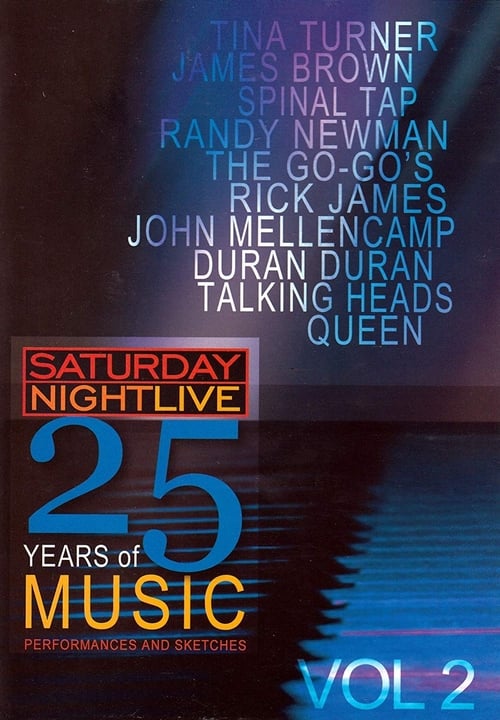 TINA TURNER
JAMES BROWN
SPINAL TAP
RANDY NEWMAN
THE GO-GO'S
RICK JAMES
JOHN MELLENCAMP
DURAN DURAN
TALKING HEADS
QUEEN
SATURDAY
NIGHTLIVE
25
YEARS of
MUSIC
PERFORMANCES AND SKETCHES
VOL 2